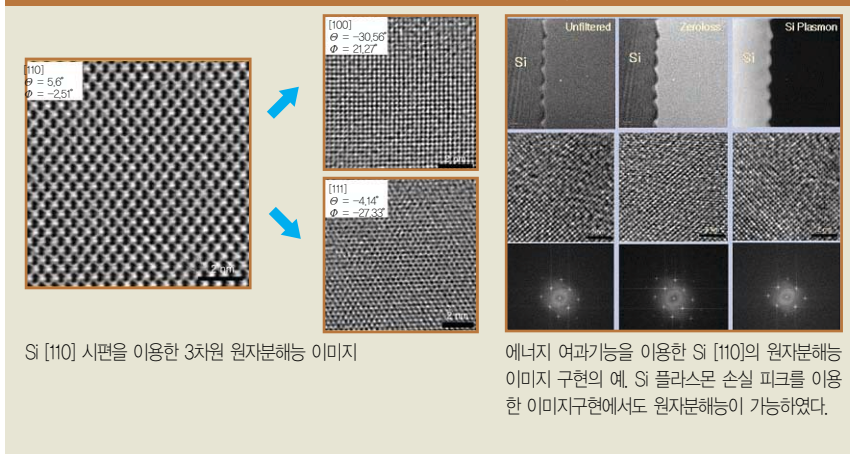 [110]
Θ = 5.6°
Φ = -2.51°
2 nm
[100]
Θ = -30.56°
Φ = 21.27°
[111]
Θ = -4.14°
Φ = -27.33°
2 nm
Si [110] 시편을 이용한 3차원 원자분해능 이미지
Unfiltered
Si
Zeroloss
Si
Si Plasmon
Si
에너지 여과기능을 이용한 Si [110]의 원자분해능
이미지 구현의 예. Si 플라스몬 손실 피크를 이용
한 이미지구현에서도 원자분해능이 가능하였다.